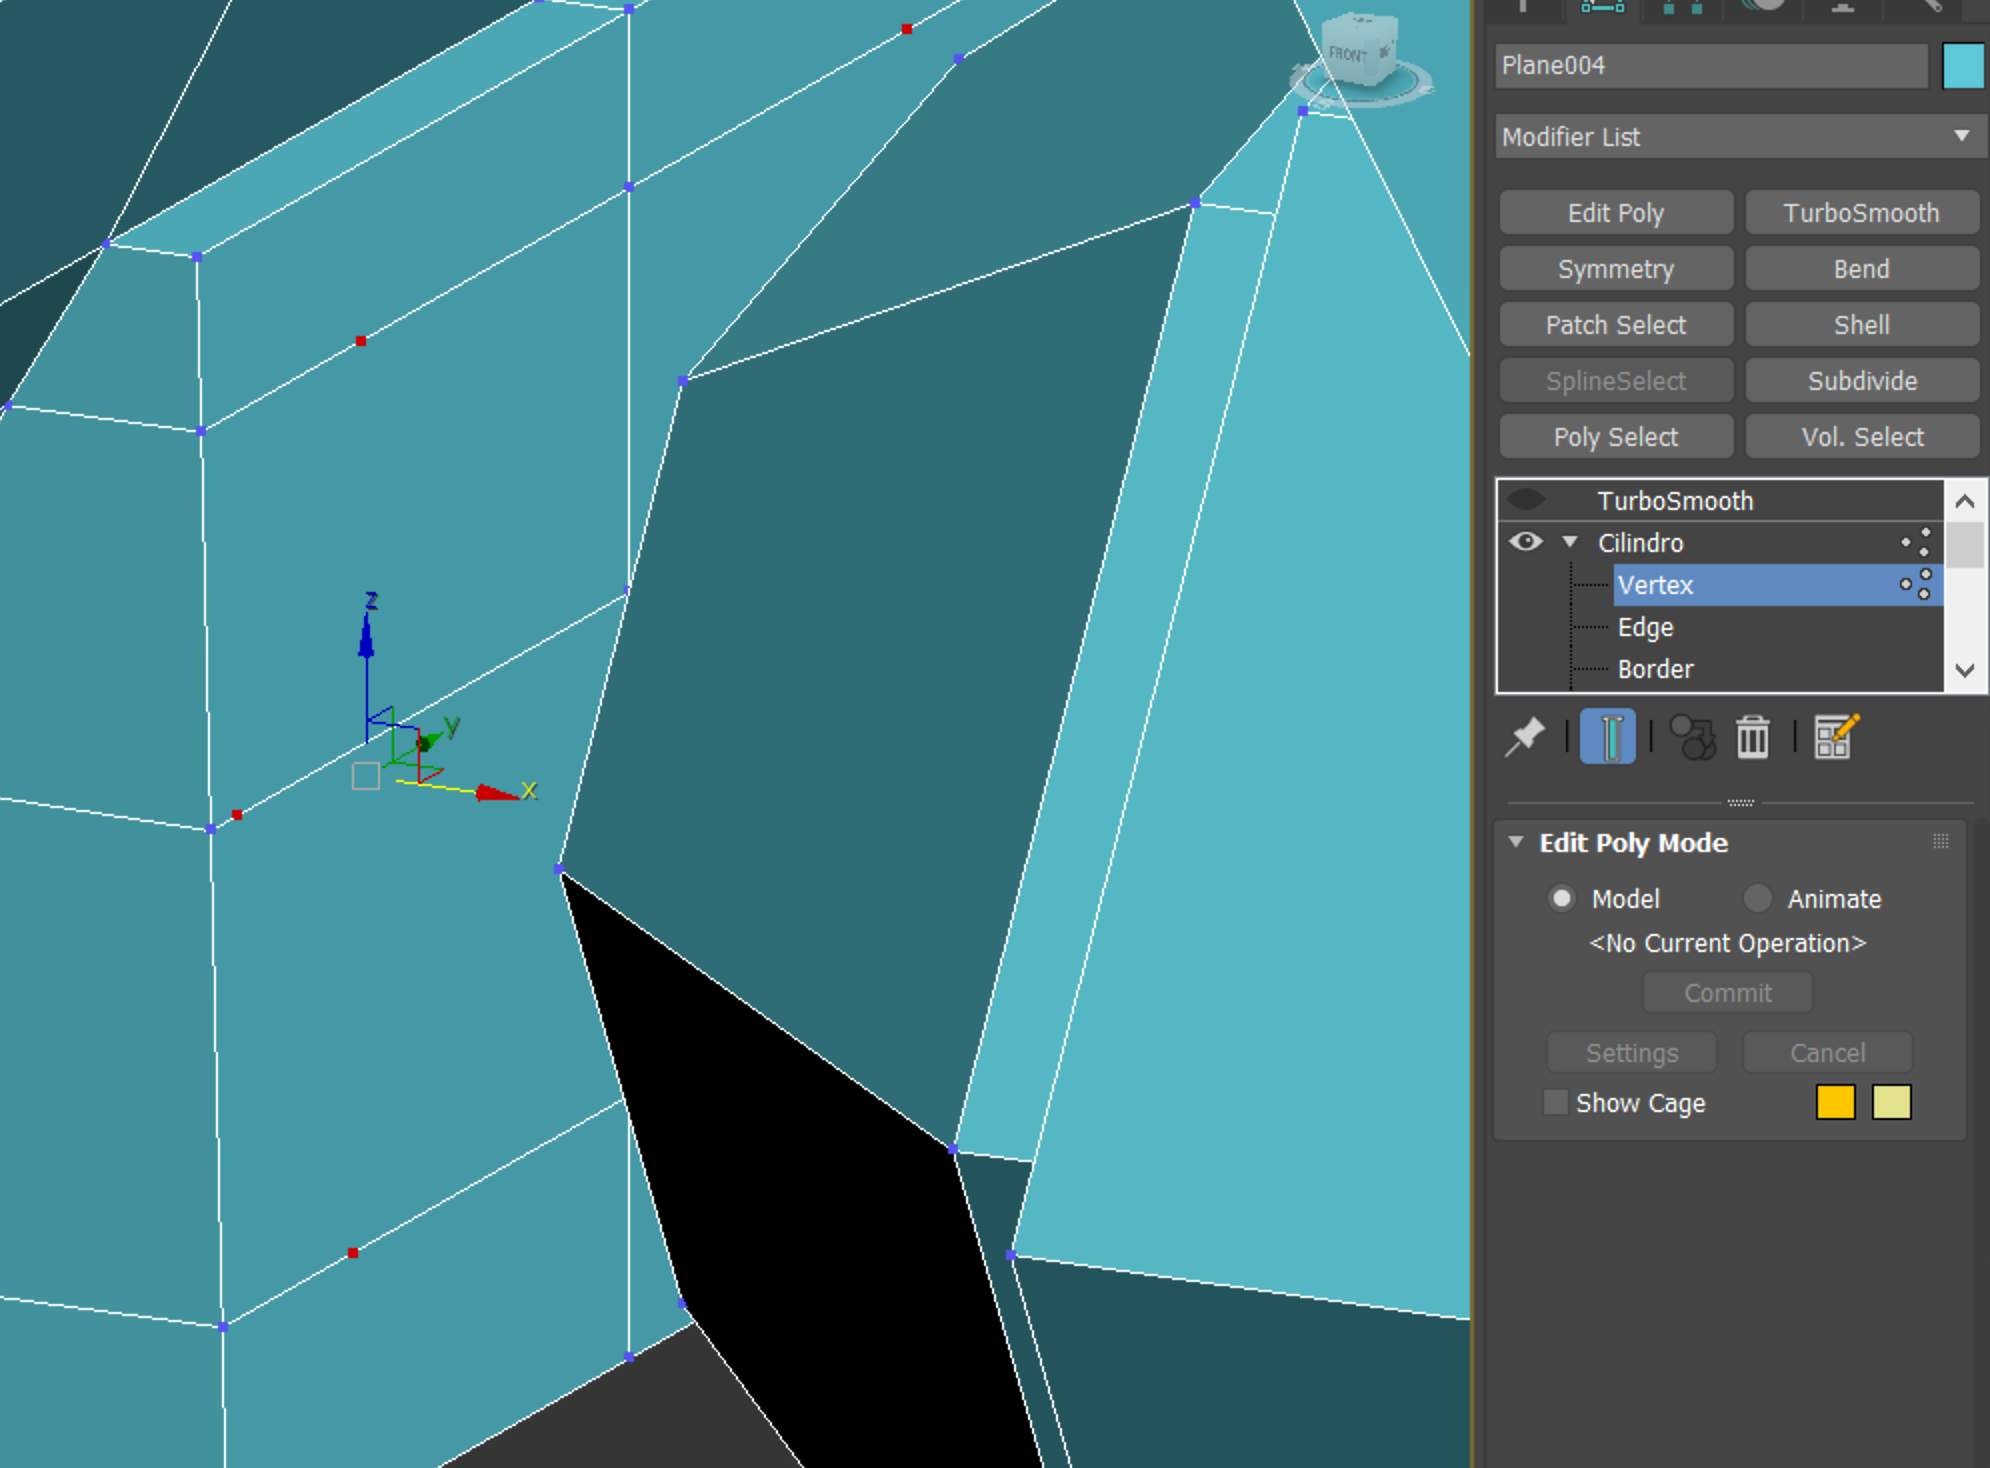 FRONT
Plane004
Modifier List
Edit Poly
TurboSmooth
Symmetry
Bend
Patch Select
Shell
SplineSelect
Subdivide
Poly Select
Vol. Select
TurboSmooth
Cilindro
Vertex
Edge
Border
z
y
x
Edit Poly Mode
Model
Animate
<No Current Operation>
Commit
Settings
Cancel
Show Cage